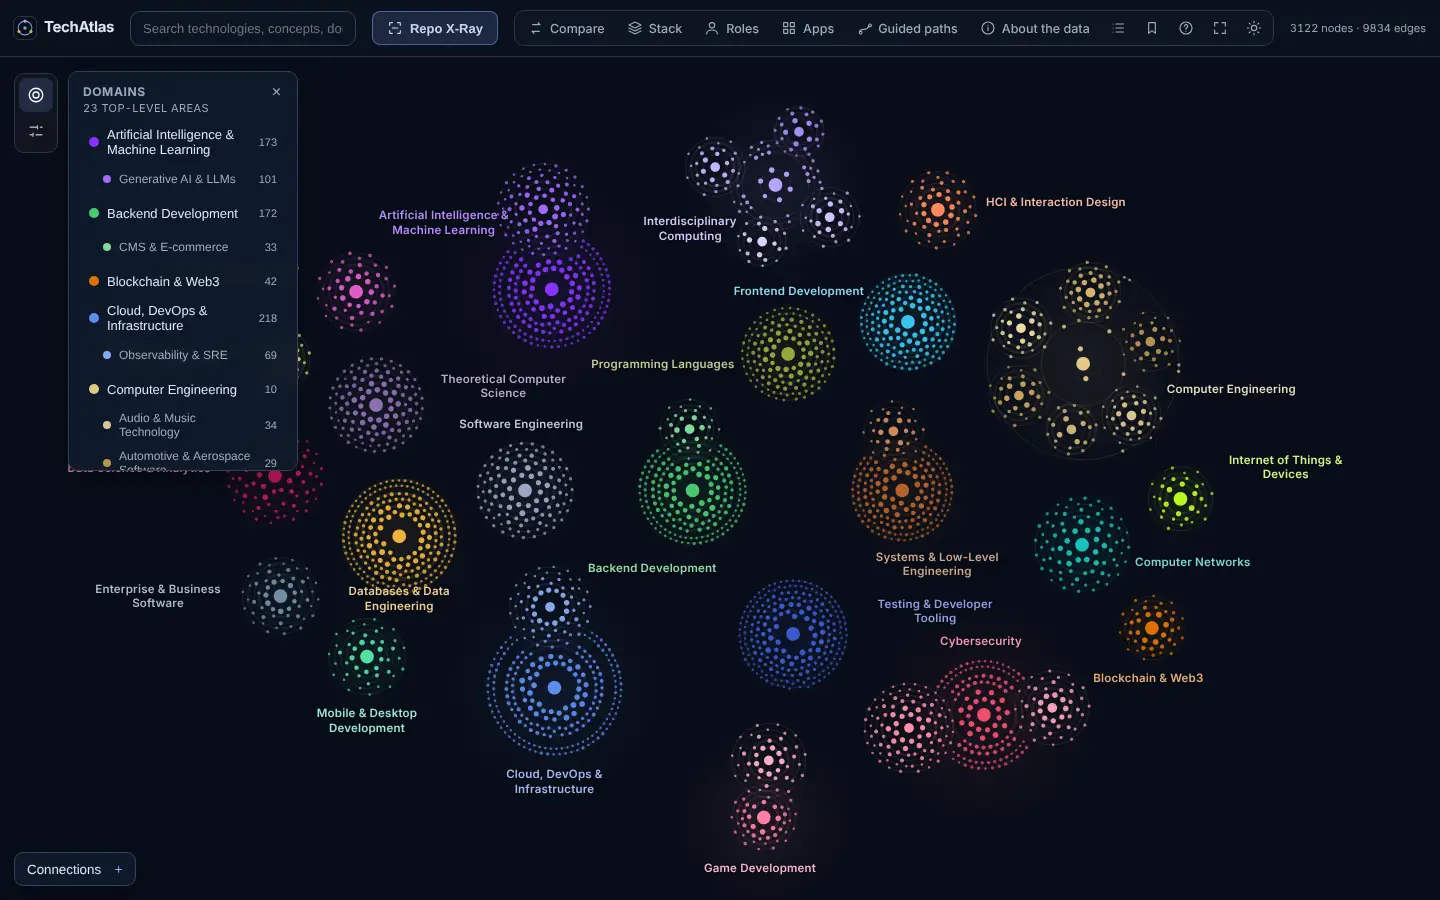 TechAtlas
Search technologies, concepts, do
Repo X-Ray
Compare
Stack
Roles
Apps
Guided paths
About the data
3122 nodes · 9834 edges
DOMAINS
23 TOP-LEVEL AREAS
Artificial Intelligence &
Machine Learning
173
Generative AI & LLMs 101
Backend Development 172
CMS & E-commerce 33
Blockchain & Web3 42
Cloud, DevOps &
Infrastructure
218
Observability & SRE 69
Computer Engineering 10
Audio & Music
Technology
34
Automotive & Aerospace
Software
29
Artificial Intelligence &
Machine Learning
Interdisciplinary
Computing
HCI & Interaction Design
Frontend Development
Programming Languages
Theoretical Computer
Science
Computer Engineering
Software Engineering
Internet of Things &
Devices
Systems & Low-Level
Engineering
Computer Networks
Backend Development
Enterprise & Business
Software
Databases & Data
Engineering
Testing & Developer
Tooling
Cybersecurity
Blockchain & Web3
Mobile & Desktop
Development
Cloud, DevOps &
Infrastructure
Game Development
Connections +